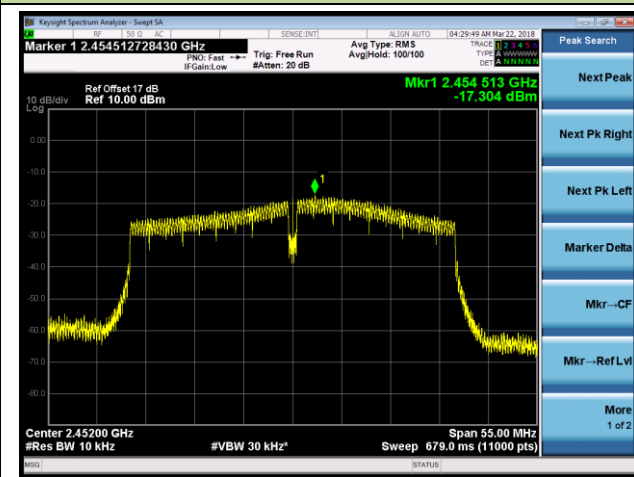 Keysight Spectrum Analyzer - Swept SA
RF 50 Ω AC SENSE:INT ALIGN AUTO 04:29:49 AM Mar 22, 2018
Marker 1 2.454512728430 GHz
PNO: Fast
IFGain:Low
Trig: Free Run
#Atten: 20 dB
Avg Type: RMS
Avg|Hold: 100/100
TRACE 1 2 3 4 5 6
TYPE A WWWWW
DET A N N N N N
Peak Search
Ref Offset 17 dB
10 dB/div Ref 10.00 dBm
Log
Mkr1 2.454 513 GHz
-17.304 dBm
0.00
-10.0
-20.0
-30.0
-40.0
-50.0
-60.0
-70.0
-80.0
1
Next Peak
Next Pk Right
Next Pk Left
Marker Delta
Mkr→CF
Mkr→Ref Lvl
More
1 of 2
Center 2.45200 GHz Span 55.00 MHz
#Res BW 10 kHz #VBW 30 kHz* Sweep 679.0 ms (11000 pts)
MSG STATUS